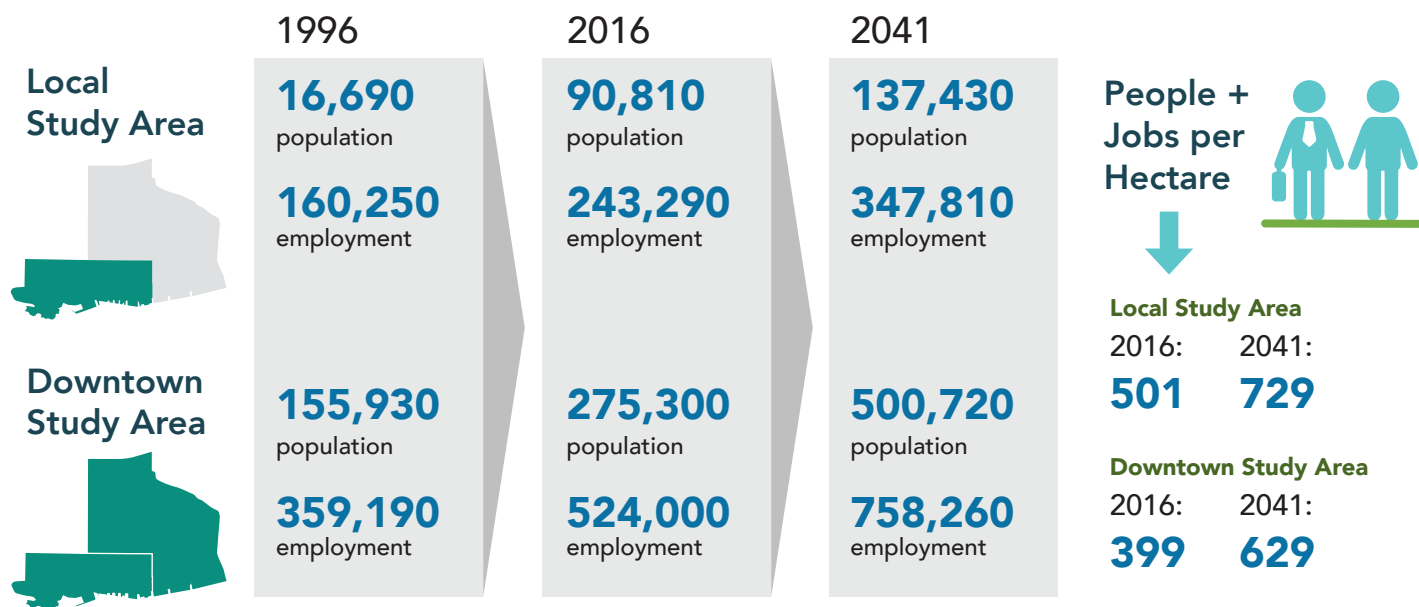 1996
2016
2041
Local
Study Area
16,690
population
160,250
employment
90,810
population
243,290
employment
137,430
population
347,810
employment
Downtown
Study Area
155,930
population
359,190
employment
275,300
population
524,000
employment
500,720
population
758,260
employment
People +
Jobs per
Hectare
Local Study Area
2016: 2041:
501 729
Downtown Study Area
2016: 2041:
399 629